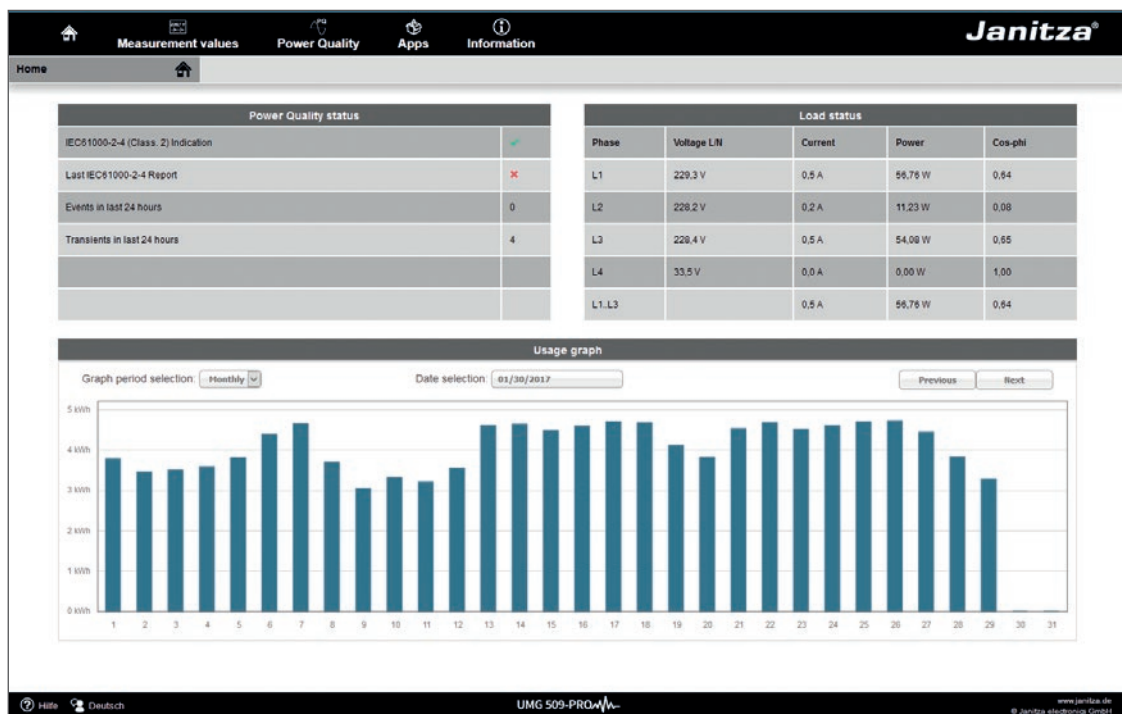 Measurement values Power Quality Apps Information Janitza®
Home
Power Quality status
IEC61000-2-4 (Class. 2) Indication
Last IEC61000-2-4 Report
Events in last 24 hours 0
Transients in last 24 hours 4
Load status
Phase Voltage L/N Current Power Cos-phi
L1 229,3 V 0,5 A 56,76 W 0,64
L2 228,2 V 0,2 A 11,23 W 0,08
L3 228,4 V 0,5 A 54,08 W 0,65
L4 33,5 V 0,0 A 0,00 W 1,00
L1..L3 0,5 A 56,76 W 0,64
Usage graph
Graph period selection: Monthly Date selection: 01/30/2017 Previous Next
5 kWh
4 kWh
3 kWh
2 kWh
1 kWh
0 kWh
1 2 3 4 5 6 7 8 9 10 11 12 13 14 15 16 17 18 19 20 21 22 23 24 25 26 27 28 29 30 31
Hilfe Deutsch UMG 509-PRO www.janitza.de
© Janitza electronics GmbH